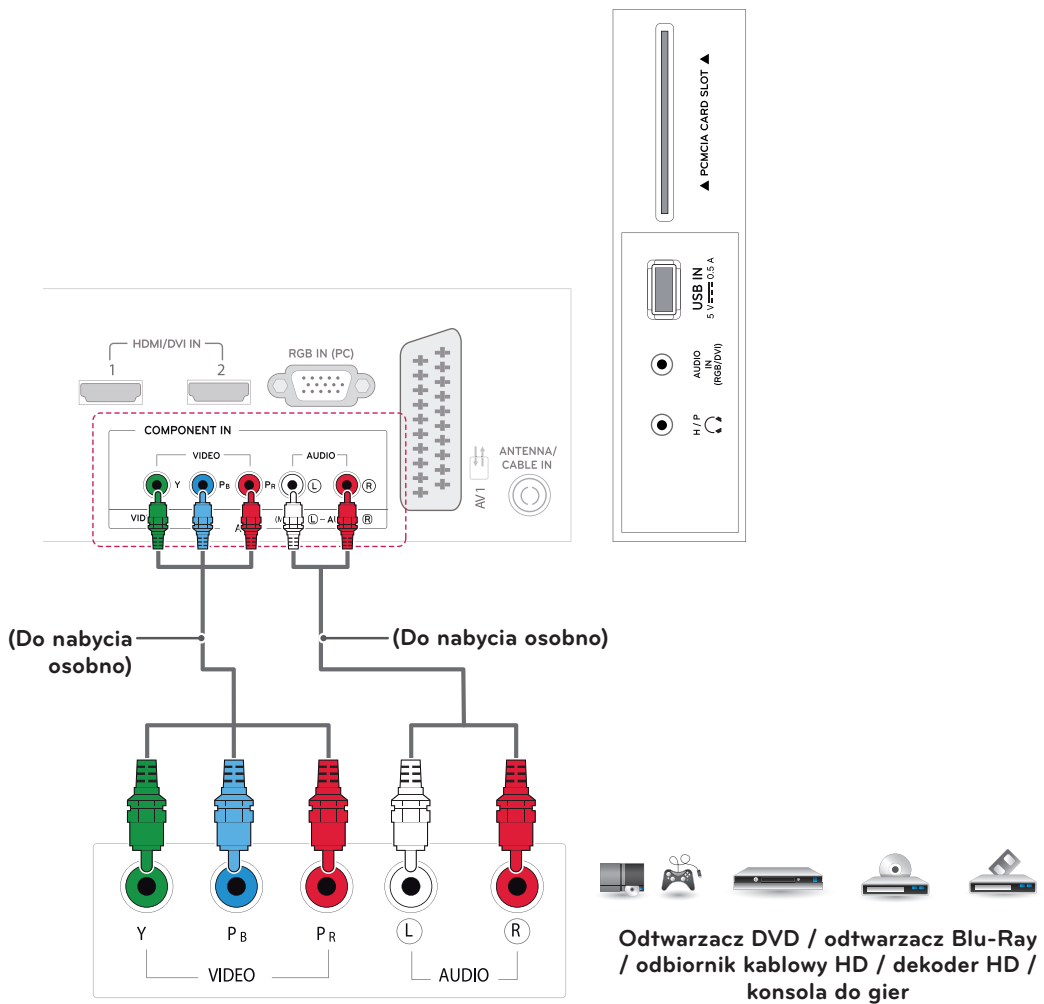 ▲ PCMCIA CARD SLOT ▲
USB IN
5 V 0.5 A
AUDIO
IN
(RGB/DVI)
H / P
HDMI/DVI IN
1 2
RGB IN (PC)
COMPONENT IN
VIDEO AUDIO
Y PB PR L R
VID L R
AV1
ANTENNA/
CABLE IN
(Do nabycia
osobno)
(Do nabycia osobno)
Y PB PR L R
VIDEO AUDIO
Odtwarzacz DVD / odtwarzacz Blu-Ray
/ odbiornik kablowy HD / dekoder HD /
konsola do gier